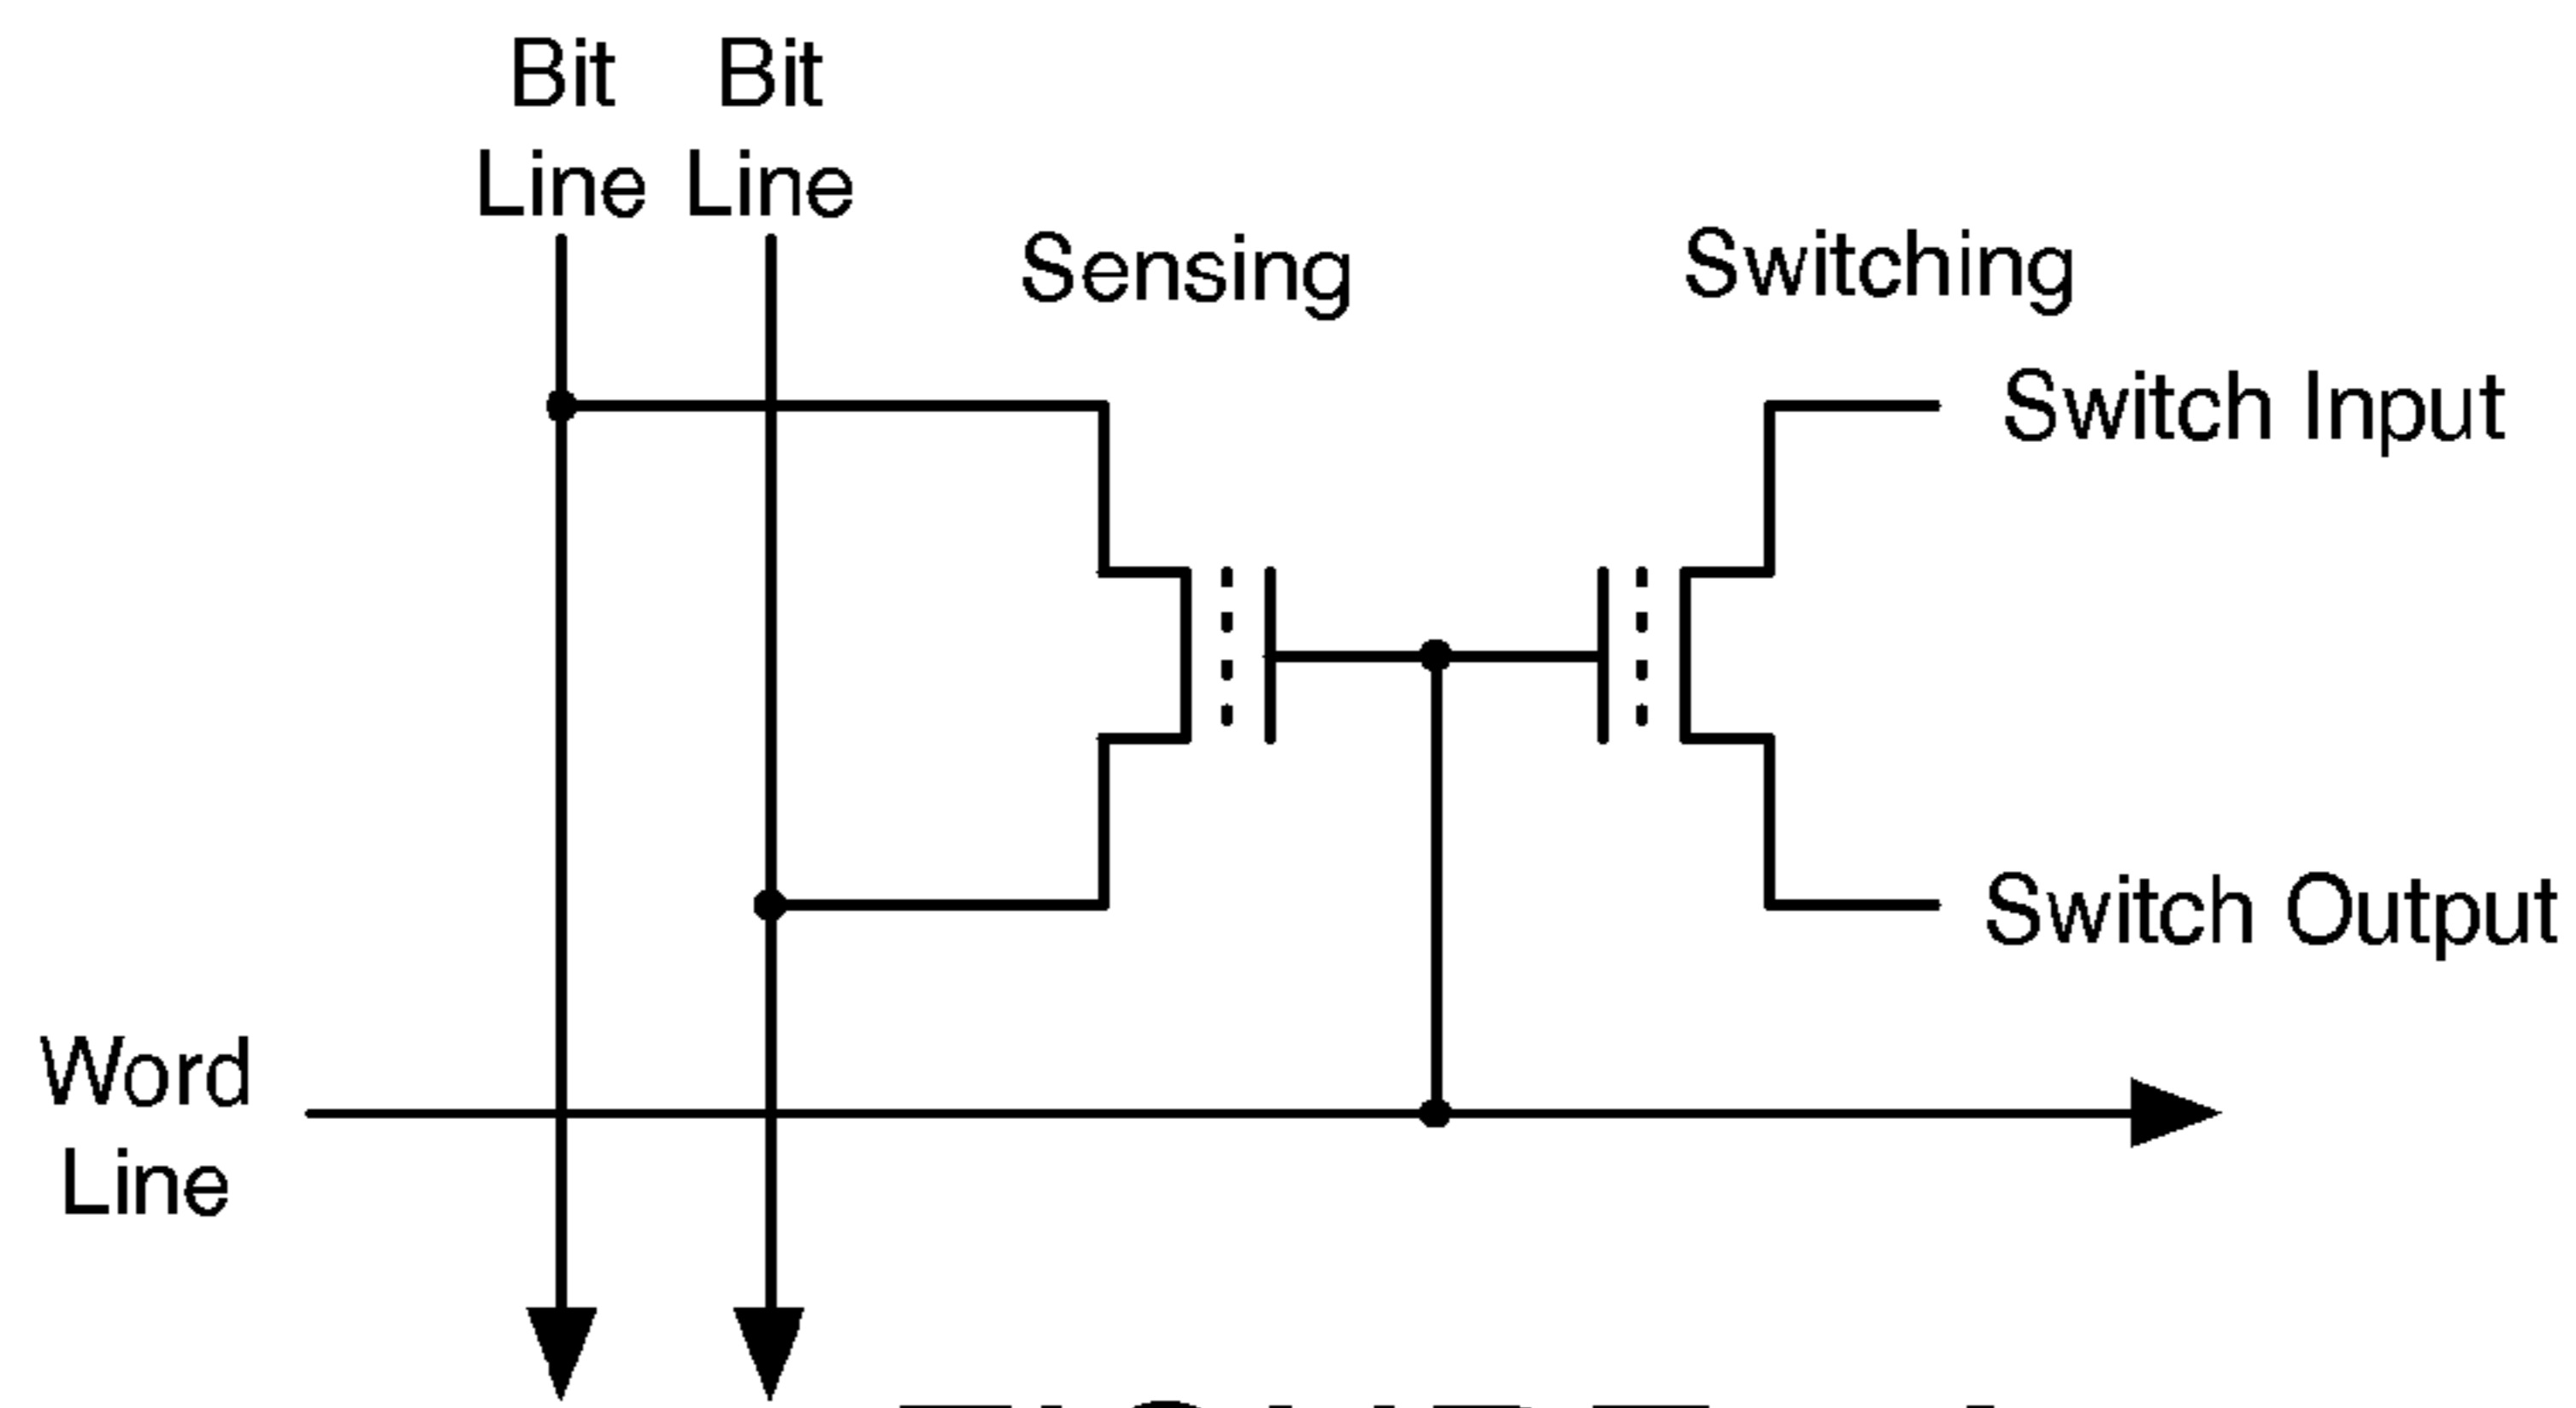 Bit Bit
Line Line
Sensing
Switching
Switch Input
Switch Output
Word
Line